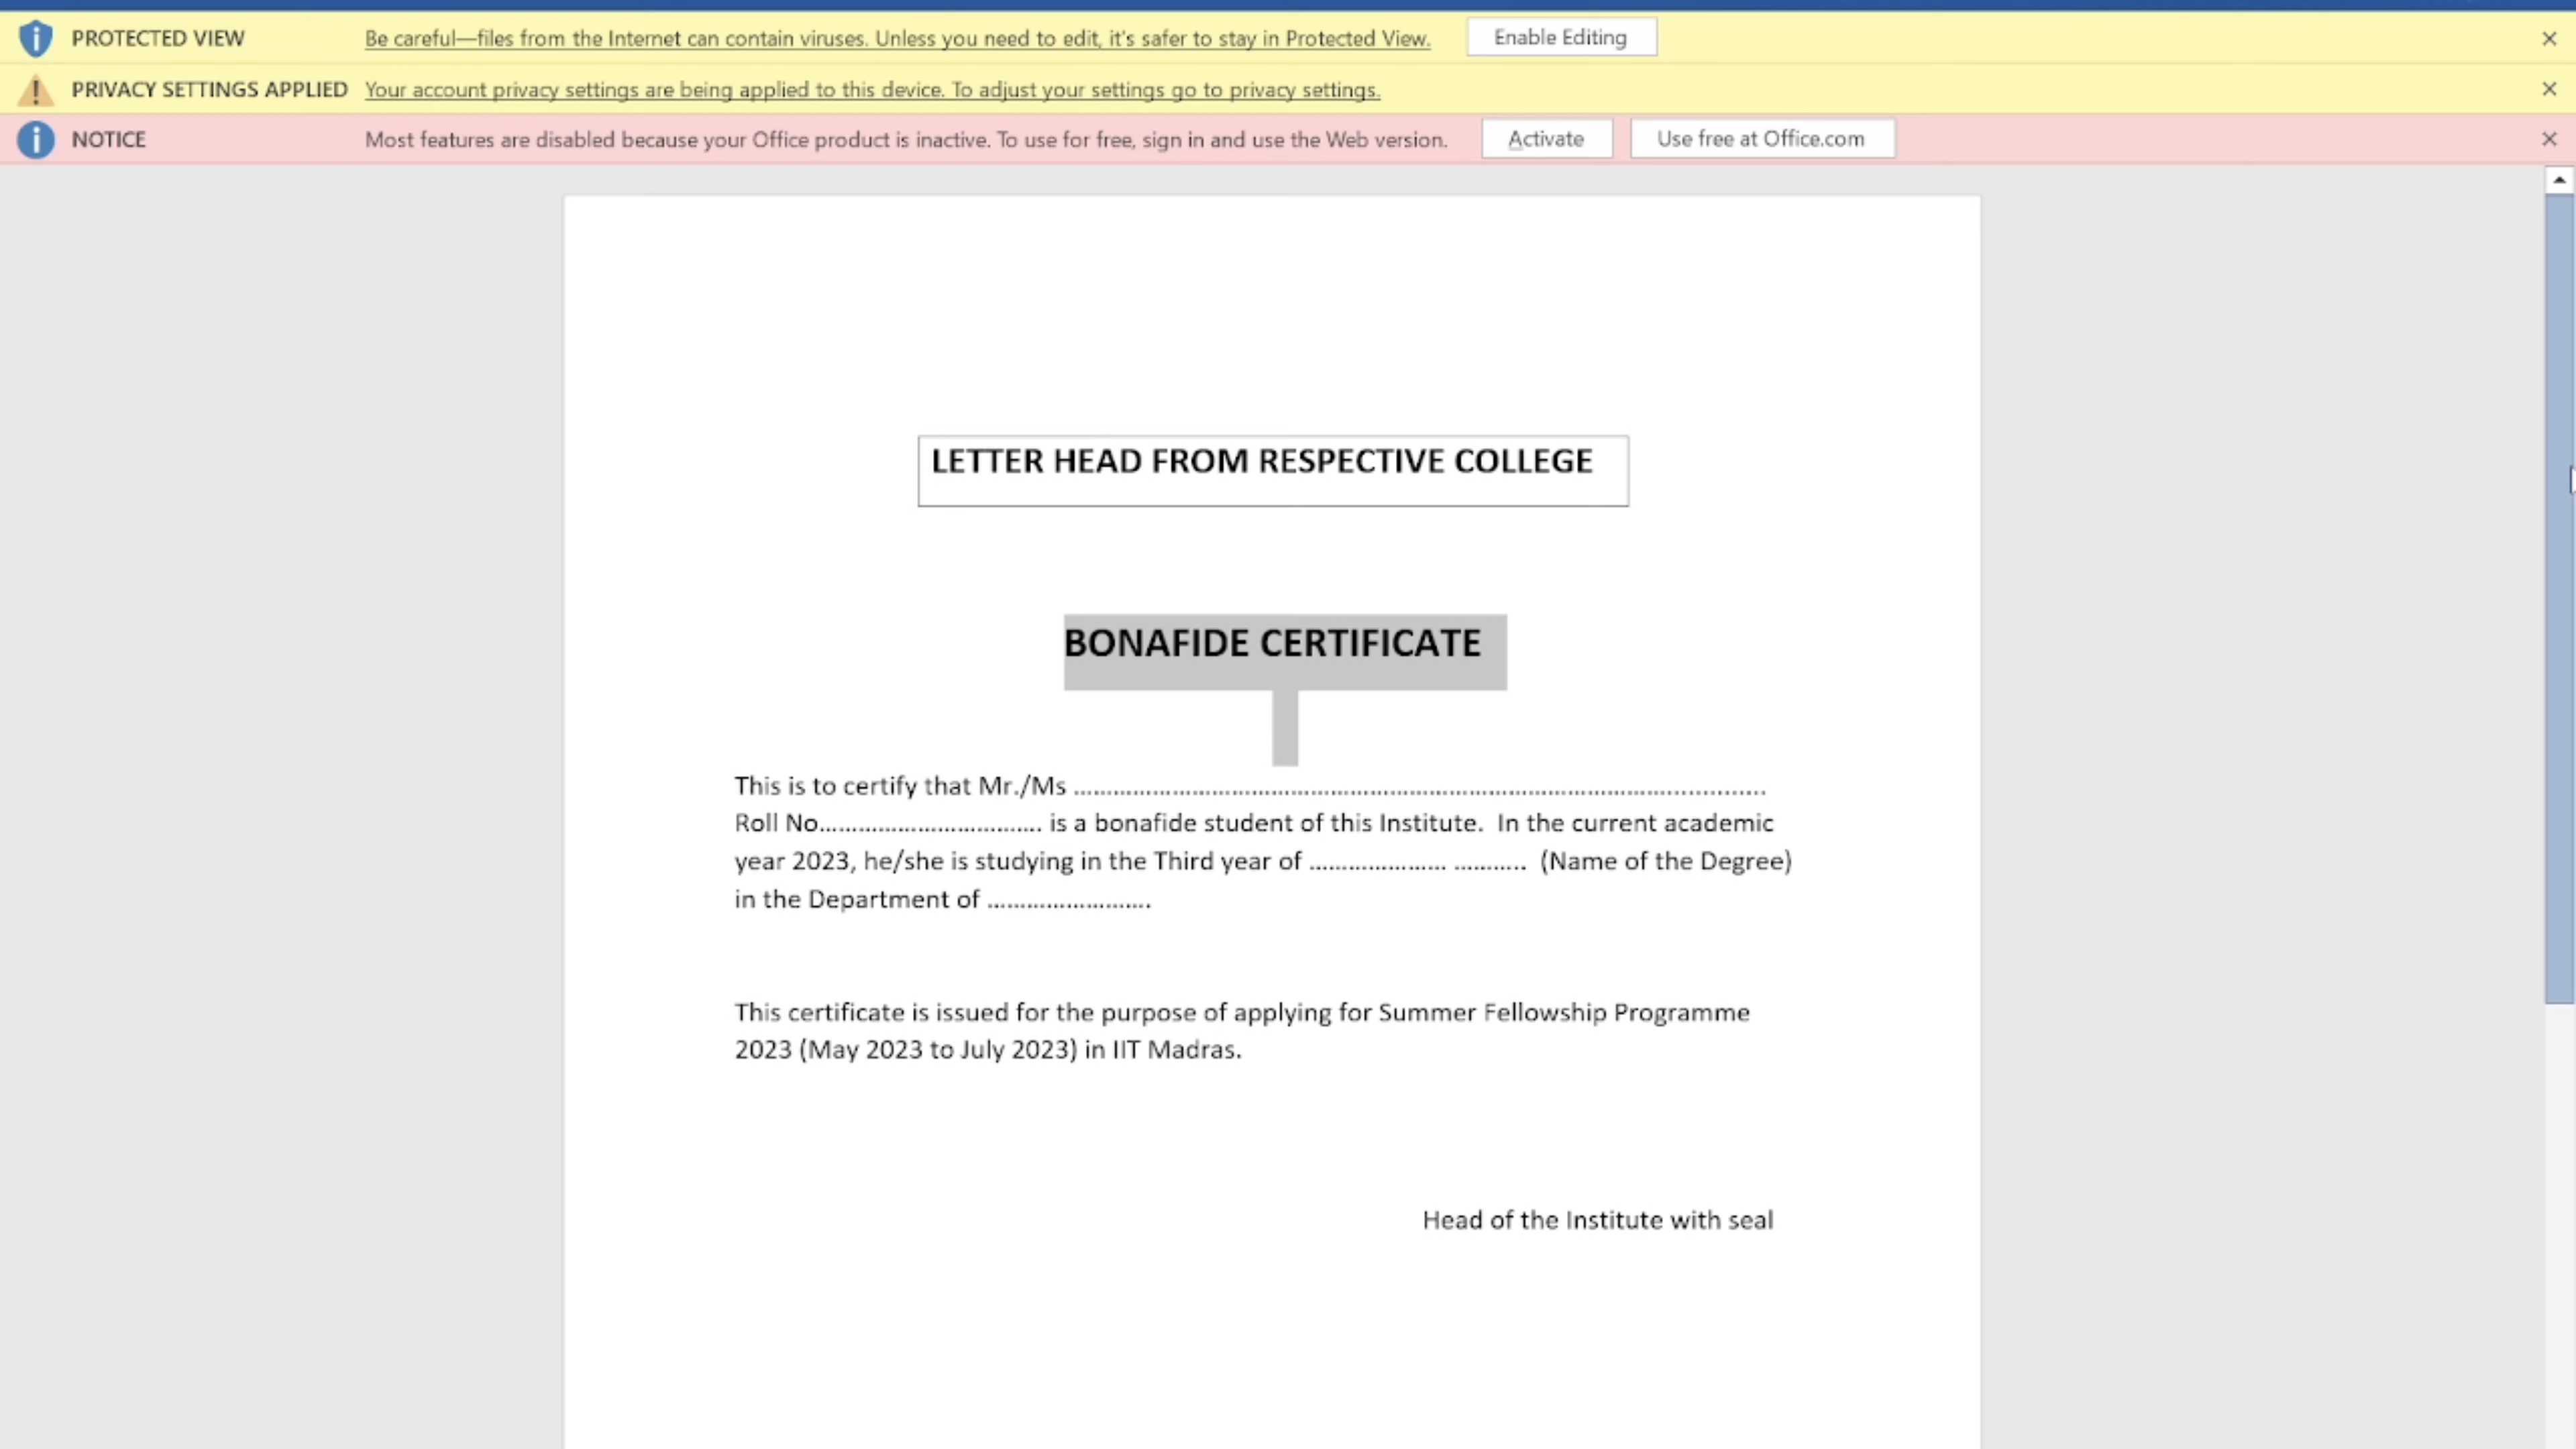 PROTECTED VIEW Be careful—files from the Internet can contain viruses. Unless you need to edit, it's safer to stay in Protected View. Enable Editing
PRIVACY SETTINGS APPLIED Your account privacy settings are being applied to this device. To adjust your settings go to privacy settings.
NOTICE Most features are disabled because your Office product is inactive. To use for free, sign in and use the Web version. Activate Use free at Office.com
LETTER HEAD FROM RESPECTIVE COLLEGE
BONAFIDE CERTIFICATE
This is to certify that Mr./Ms ………………………………………………………………………………………...........
Roll No……………………………. is a bonafide student of this Institute.  In the current academic
year 2023, he/she is studying in the Third year of ………………… ……….. (Name of the Degree)
in the Department of …………………….
This certificate is issued for the purpose of applying for Summer Fellowship Programme
2023 (May 2023 to July 2023) in IIT Madras.
Head of the Institute with seal